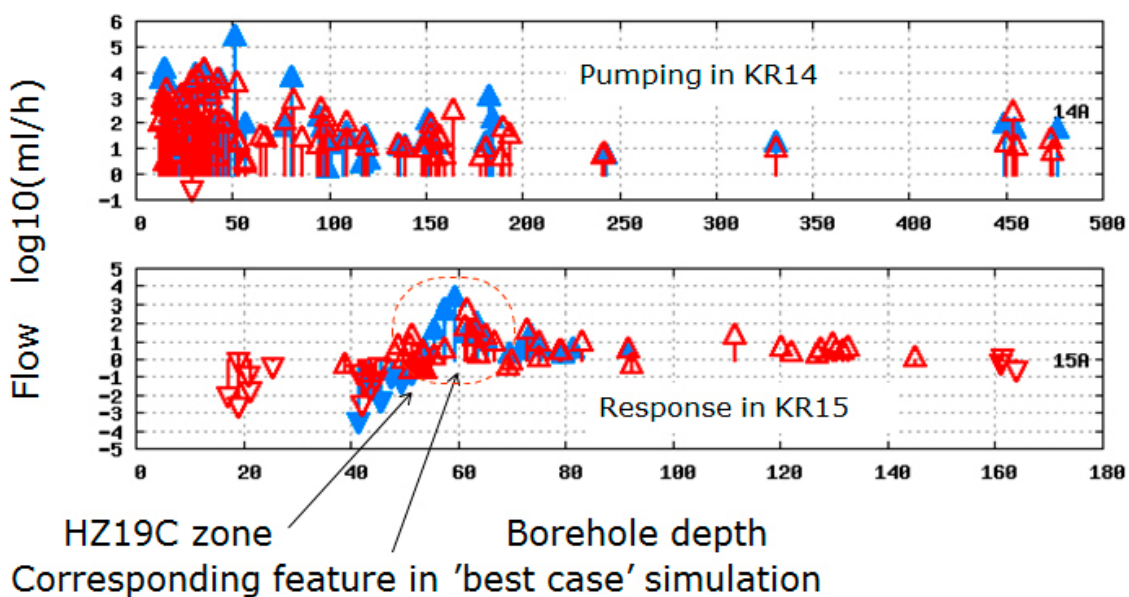 6
5
4
3
2
1
0
-1
Pumping in KR14
14A
0 50 100 150 200 250 300 350 400 450 500
Flow log10(ml/h)
5
4
3
2
1
0
-1
-2
-3
-4
-5
15A
Response in KR15
0 20 40 60 80 100 120 140 160 180
HZ19C zone
Borehole depth
Corresponding feature in ’best case’ simulation